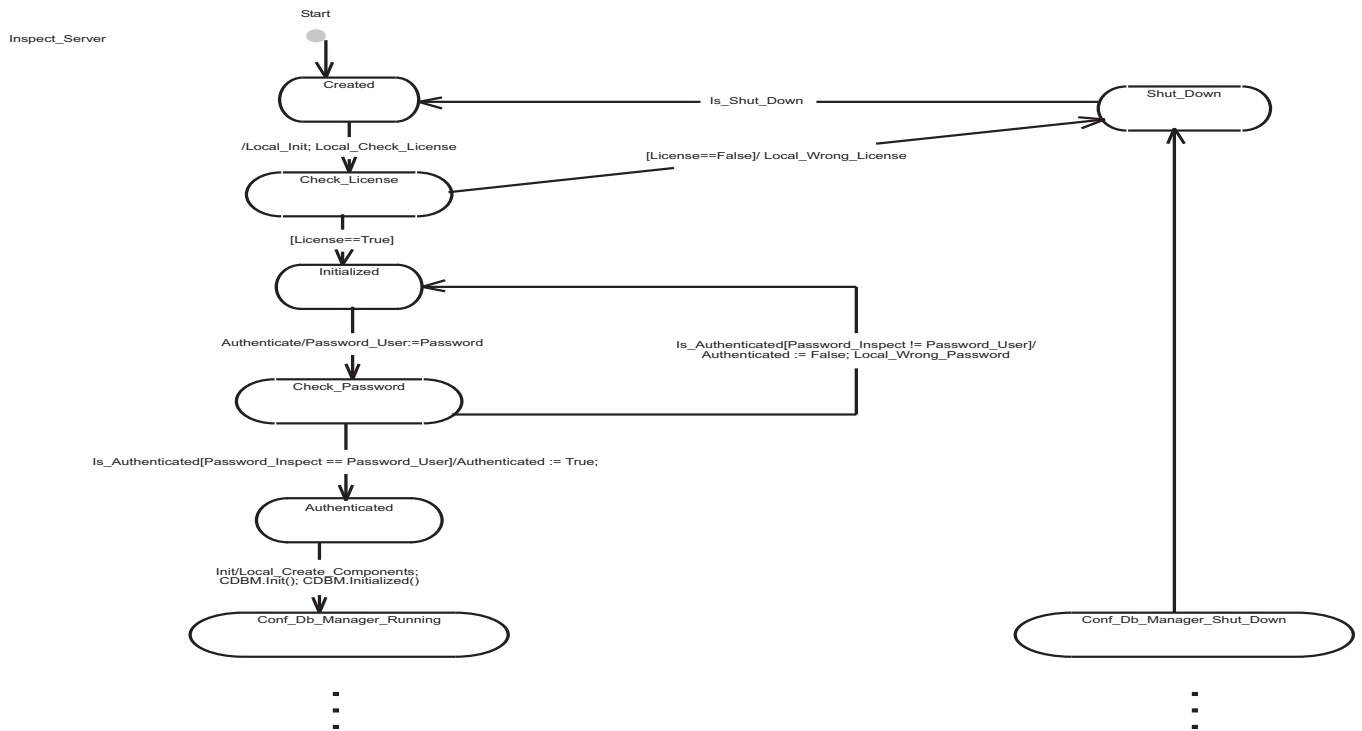 Start
Inspect_Server
Created
Shut_Down
Is_Shut_Down
/Local_Init; Local_Check_License
[License==False]/ Local_Wrong_License
Check_License
[License==True]
Initialized
Authenticate/Password_User:=Password
Is_Authenticated[Password_Inspect != Password_User]/
Authenticated := False; Local_Wrong_Password
Check_Password
Is_Authenticated[Password_Inspect == Password_User]/Authenticated := True;
Authenticated
Init/Local_Create_Components;
CDBM.Init(); CDBM.Initialized()
Conf_Db_Manager_Running
Conf_Db_Manager_Shut_Down